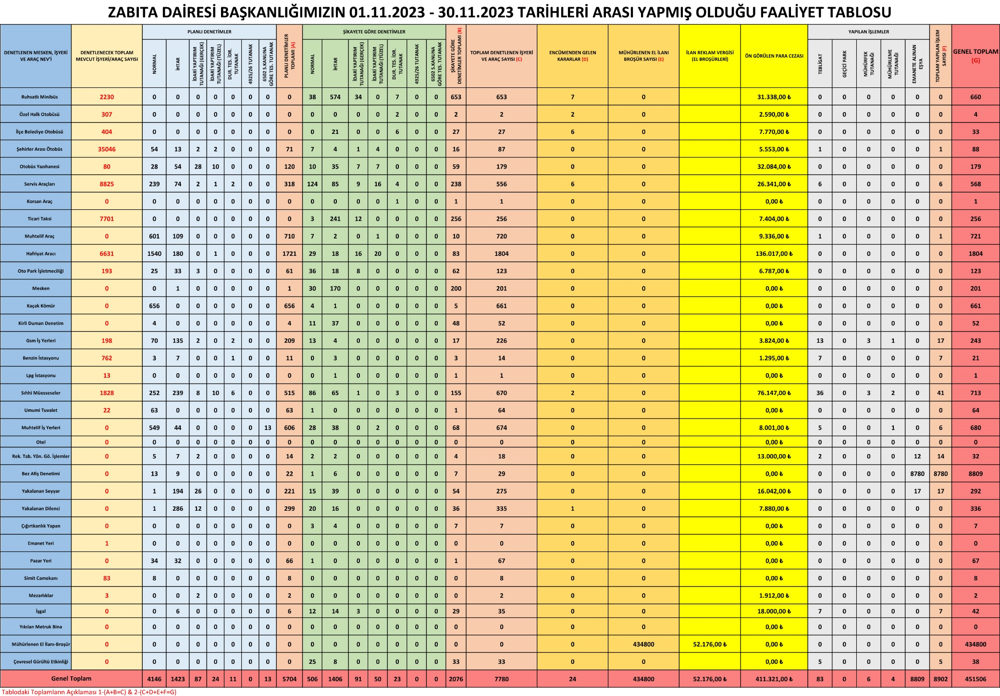 ZABITA DAİRESİ BAŞKANLIĞIMIZIN 01.11.2023 - 30.11.2023 TARİHLERİ ARASI YAPMIŞ OLDUĞU FAALİYET TABLOSU
DENETLENEN MESKEN, İŞYERİ VE ARAÇ NEV'İ
DENETLENECEK TOPLAM MEVCUT İŞYERİ/ARAÇ SAYISI
PLANLI DENETİMLER
NORMAL
İHTAR
İDARİ YAPTIRIM TUTANAĞI (GERÇEK)
İDARİ YAPTIRIM TUTANAĞI (TÜZEL)
DUR. TES. İDR. TUTANAK
4925/26 TUTANAK
6502 S.KANUNA GÖRE TES. TUTANAK
PLANLI DENETİMLER TOPLAMI (A)
ŞİKAYETE GÖRE DENETİMLER
NORMAL
İHTAR
İDARİ YAPTIRIM TUTANAĞI (GERÇEK)
İDARİ YAPTIRIM TUTANAĞI (TÜZEL)
DUR. TES. İDR. TUTANAK
4925/26 TUTANAK
6502 S.KANUNA GÖRE TES. TUTANAK
ŞİKAYETE GÖRE DENETİMLER TOPLAMI (B)
TOPLAM DENETLENEN İŞYERİ VE ARAÇ SAYISI (C)
ENCÜMENDEN GELEN KARARLAR (D)
MÜHÜRLENEN EL İLANI BROŞÜR SAYISI (E)
İLAN REKLAM VERGİSİ (EL BROŞÜRLERİ)
ÖN GÖRÜLEN PARA CEZASI
YAPILAN İŞLEMLER
TEBLİGAT
GEÇİCİ PARK
MÜHÜRFEK TUTANAĞI
MÜHÜRLEME TUTANAĞI
EMANETE ALINAN EŞYA
TOPLAM YAPILAN İŞLEM SAYISI (F)
GENEL TOPLAM (G)
Ruhsatlı Minibüs 2230 0 0 0 0 0 0 0 0 38 574 34 0 7 0 0 653 653 7 0 31.338,00 ₺ 0 0 0 0 0 0 660
Özel Halk Otobüsü 307 0 0 0 0 0 0 0 0 0 0 0 0 2 0 0 2 2 2 0 2.590,00 ₺ 0 0 0 0 0 0 4
İlçe Belediye Otobüsü 404 0 0 0 0 0 0 0 0 0 21 0 0 6 0 0 27 27 6 0 7.770,00 ₺ 0 0 0 0 0 0 33
Şehirler Arası Ötobüs 35046 54 13 2 2 0 0 0 71 7 4 1 4 0 0 0 16 87 0 0 5.553,00 ₺ 1 0 0 0 0 1 88
Otobüs Yazıhanesi 80 28 54 28 10 0 0 0 120 10 35 7 7 0 0 0 59 179 0 0 32.084,00 ₺ 0 0 0 0 0 0 179
Servis Araçları 8825 239 74 2 1 2 0 0 318 124 85 9 16 4 0 0 238 556 6 0 26.341,00 ₺ 6 0 0 0 0 6 568
Korsan Araç 0 0 0 0 0 0 0 0 0 0 0 0 0 1 0 0 1 1 0 0 0,00 ₺ 0 0 0 0 0 0 1
Ticari Taksi 7701 0 0 0 0 0 0 0 0 3 241 12 0 0 0 0 256 256 0 0 7.404,00 ₺ 0 0 0 0 0 0 256
Muhtelif Araç 0 601 109 0 0 0 0 0 710 7 2 0 1 0 0 0 10 720 0 0 9.336,00 ₺ 1 0 0 0 0 1 721
Hafriyat Aracı 6631 1540 180 0 1 0 0 0 1721 29 18 16 20 0 0 0 83 1804 0 0 136.017,00 ₺ 0 0 0 0 0 0 1804
Oto Park İşletmeciliği 193 25 33 3 0 0 0 0 61 36 18 8 0 0 0 0 62 123 0 0 6.787,00 ₺ 0 0 0 0 0 0 123
Mesken 0 0 1 0 0 0 0 0 1 30 170 0 0 0 0 0 200 201 0 0 0,00 ₺ 0 0 0 0 0 0 201
Kaçak Kömür 0 656 0 0 0 0 0 0 656 4 1 0 0 0 0 0 5 661 0 0 0,00 ₺ 0 0 0 0 0 0 661
Kirli Duman Denetim 0 4 0 0 0 0 0 0 4 11 37 0 0 0 0 0 48 52 0 0 0,00 ₺ 0 0 0 0 0 0 52
Gsm İş Yerleri 198 70 135 2 0 2 0 0 209 13 4 0 0 0 0 0 17 226 0 0 3.824,00 ₺ 13 0 3 1 0 17 243
Benzin İstasyonu 762 3 7 0 0 1 0 0 11 0 3 0 0 0 0 0 3 14 0 0 1.295,00 ₺ 7 0 0 0 0 7 21
Lpg İstasyonu 13 0 0 0 0 0 0 0 0 0 1 0 0 0 0 0 1 1 0 0 0,00 ₺ 0 0 0 0 0 0 1
Sıhhi Müesseseler 1828 252 239 8 10 6 0 0 515 86 65 1 0 3 0 0 155 670 2 0 76.147,00 ₺ 36 0 3 2 0 41 713
Umumi Tuvalet 22 63 0 0 0 0 0 0 63 1 0 0 0 0 0 0 1 64 0 0 0,00 ₺ 0 0 0 0 0 0 64
Muhtelif İş Yerleri 0 549 44 0 0 0 0 13 606 28 38 0 2 0 0 0 68 674 0 0 8.001,00 ₺ 5 0 0 1 0 6 680
Otel 0 0 0 0 0 0 0 0 0 0 0 0 0 0 0 0 0 0 0 0 0,00 ₺ 0 0 0 0 0 0 0
Rek. Tab. Yön. Gö. İşlemler 0 5 7 2 0 0 0 0 14 2 2 0 0 0 0 0 4 18 0 0 13.000,00 ₺ 2 0 0 0 12 14 32
Bez Afiş Denetimi 0 13 9 0 0 0 0 0 22 1 6 0 0 0 0 0 7 29 0 0 0,00 ₺ 0 0 0 0 8780 8780 8809
Yakalanan Seyyar 0 1 194 26 0 0 0 0 221 15 39 0 0 0 0 0 54 275 0 0 16.042,00 ₺ 0 0 0 0 17 17 292
Yakalanan Dilenci 0 1 286 12 0 0 0 0 299 20 16 0 0 0 0 0 36 335 1 0 7.880,00 ₺ 0 0 0 0 0 0 336
Çığırtkanlık Yapan 0 0 0 0 0 0 0 0 0 3 4 0 0 0 0 0 7 7 0 0 0,00 ₺ 0 0 0 0 0 0 7
Emanet Yeri 1 0 0 0 0 0 0 0 0 0 0 0 0 0 0 0 0 0 0 0 0,00 ₺ 0 0 0 0 0 0 0
Pazar Yeri 0 34 32 0 0 0 0 0 66 1 0 0 0 0 0 0 1 67 0 0 0,00 ₺ 0 0 0 0 0 0 67
Simit Camekanı 83 8 0 0 0 0 0 0 8 0 0 0 0 0 0 0 0 8 0 0 0,00 ₺ 0 0 0 0 0 0 8
Mezarlıklar 3 0 0 2 0 0 0 0 2 0 0 0 0 0 0 0 0 2 0 0 1.912,00 ₺ 0 0 0 0 0 0 2
İşgal 0 0 6 0 0 0 0 0 6 12 14 3 0 0 0 0 29 35 0 0 18.000,00 ₺ 7 0 0 0 0 7 42
Yıkılan Metruk Bina 0 0 0 0 0 0 0 0 0 0 0 0 0 0 0 0 0 0 0 0 0,00 ₺ 0 0 0 0 0 0 0
Mühürlenen El İlanı-Broşür 0 0 0 0 0 0 0 0 0 0 0 0 0 0 0 0 0 0 0 434800 52.176,00 ₺ 0,00 ₺ 0 0 0 0 0 0 434800
Çevresel Gürültü Etkinliği 0 0 0 0 0 0 0 0 0 25 8 0 0 0 0 0 33 33 0 0 0,00 ₺ 5 0 0 0 0 5 38
Genel Toplam 4146 1423 87 24 11 0 13 5704 506 1406 91 50 23 0 0 2076 7780 24 434800 52.176,00 ₺ 411.321,00 ₺ 83 0 6 4 8809 8902 451506
Tablodaki Toplamların Açıklaması 1-(A+B=C) & 2-(C+D+E+F=G)